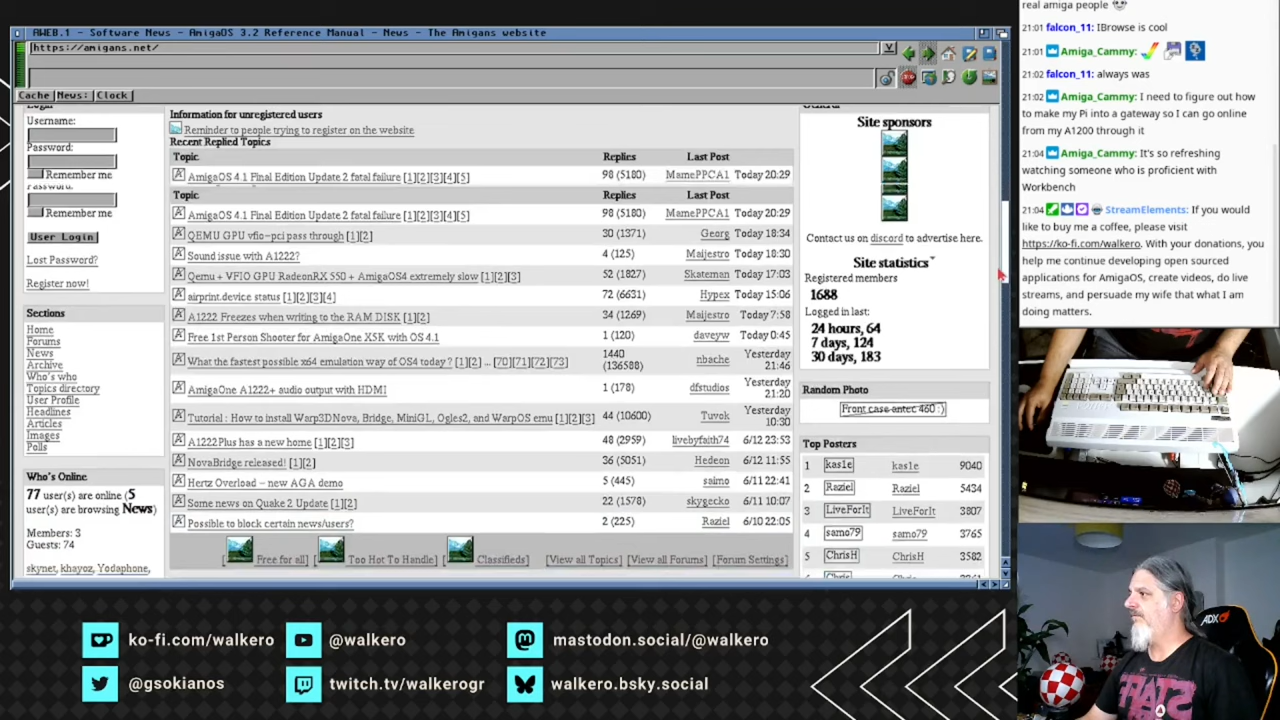 AWEB.1 - Software News - AmigaOS 3.2 Reference Manual - News - The Amigans website
https://amigans.net/
V
Cache News: Clock
Login
Username:
Password:
Remember me
Password:
Remember me
User Login
Lost Password?
Register now!
Sections
Home
Forums
News
Archive
Who's who
Topics directory
User Profile
Headlines
Articles
Images
Polls
Who's Online
77 user(s) are online (5
user(s) are browsing News)
Members: 3
Guests: 74
skynet, khayoz, Yodaphone,
Information for unregistered users
Reminder to people trying to register on the website
Recent Replied Topics
Topic Replies Last Post
AmigaOS 4.1 Final Edition Update 2 fatal failure [1][2][3][4][5] 98 (5180) MamePPCA1 Today 20:29
Topic Replies Last Post
AmigaOS 4.1 Final Edition Update 2 fatal failure [1][2][3][4][5] 98 (5180) MamePPCA1 Today 20:29
QEMU GPU vfio-pci pass through [1][2] 30 (1371) Georg Today 18:34
Sound issue with A1222? 4 (125) Maijestro Today 18:30
Qemu + VFIO GPU RadeonRX 550 + AmigaOS4 extremely slow [1][2][3] 52 (1827) Skateman Today 17:03
airprint.device status [1][2][3][4] 72 (6631) Hypex Today 15:06
A1222 Freezes when writing to the RAM DISK [1][2] 34 (1269) Maijestro Today 7:58
Free 1st Person Shooter for AmigaOne X5K with OS 4.1 1 (120) daveyw Today 0:45
What the fastest possible x64 emulation way of OS4 today ? [1][2] ... [70][71][72][73] 1440 (136588) nbache Yesterday 21:46
AmigaOne A1222+ audio output with HDMI 1 (178) dfstudios Yesterday 21:20
Tutorial : How to install Warp3DNova, Bridge, MiniGL, Ogles2, and WarpOS emu [1][2][3] 44 (10600) Tuvok Yesterday 10:30
A1222Plus has a new home [1][2][3] 48 (2959) livebyfaith74 6/12 23:53
NovaBridge released! [1][2] 36 (5051) Hedeon 6/12 11:55
Hertz Overload - new AGA demo 5 (445) saimo 6/11 22:41
Some news on Quake 2 Update [1][2] 22 (1578) skygecko 6/11 10:07
Possible to block certain news/users? 2 (225) Raziel 6/10 22:05
[ Free for all] [ Too Hot To Handle] [ Classifieds] [View all Topics] [View all Forums] [Forum Settings]
Site sponsors
Contact us on discord to advertise here.
Site statistics
Registered members
1688
Logged in last:
24 hours, 64
7 days, 124
30 days, 183
Random Photo
Front case antec 460 :)
Top Posters
1 kas1e kas1e 9040
2 Raziel Raziel 5434
3 LiveForIt LiveForIt 3807
4 samo79 samo79 3765
5 ChrisH ChrisH 3582
real amiga people
21:01 falcon_11: IBrowse is cool
21:01 Amiga_Cammy:
21:02 falcon_11: always was
21:02 Amiga_Cammy: I need to figure out how
to make my Pi into a gateway so I can go online
from my A1200 through it
21:04 Amiga_Cammy: It's so refreshing
watching someone who is proficient with
Workbench
21:04 StreamElements: If you would
like to buy me a coffee, please visit
https://ko-fi.com/walkero. With your donations, you
help me continue developing open sourced
applications for AmigaOS, create videos, do live
streams, and persuade my wife that what I am
doing matters.
ADX
ko-fi.com/walkero
@walkero
mastodon.social/@walkero
@gsokianos
twitch.tv/walkerogr
walkero.bsky.social